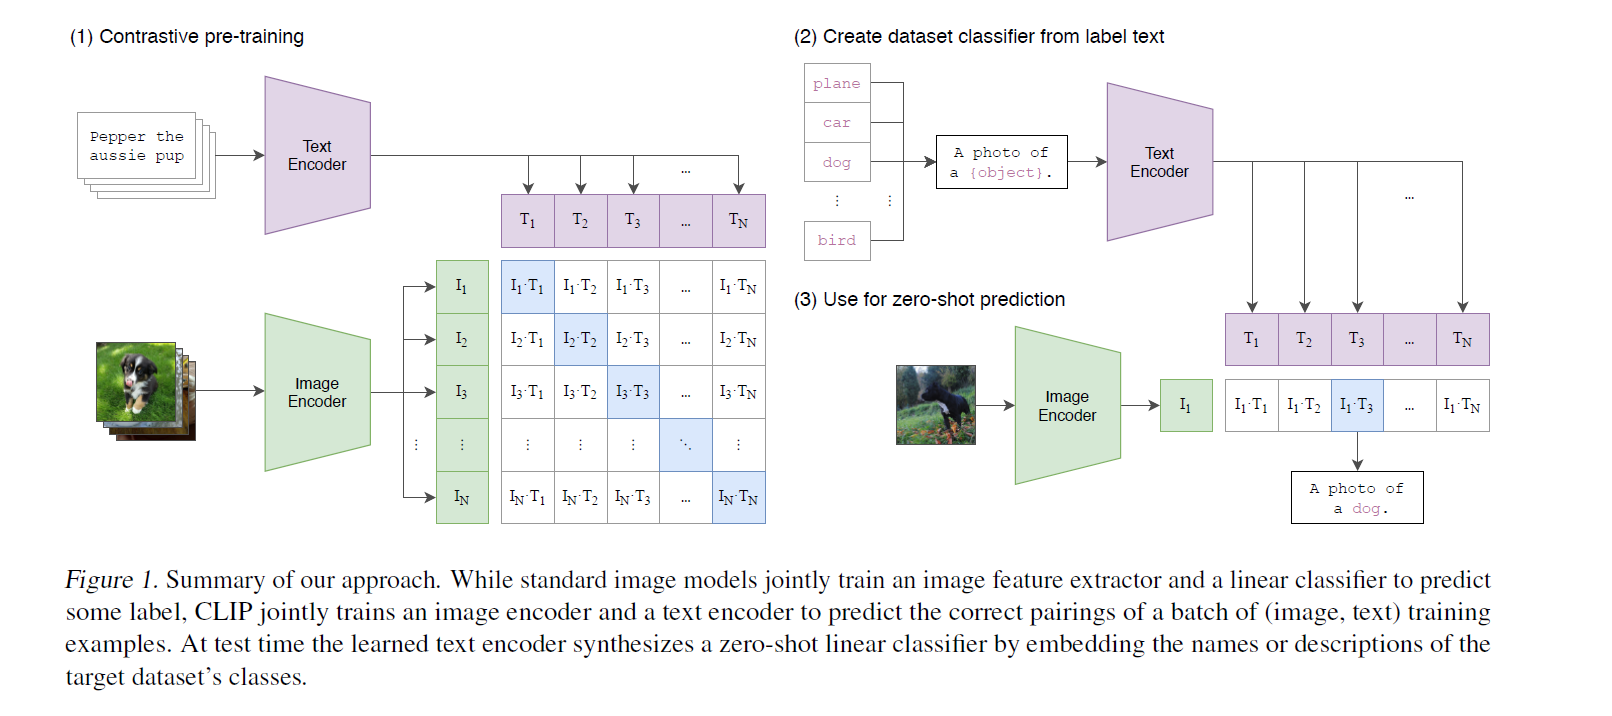 (1) Contrastive pre-training
Pepper the
aussie pup
Text
Encoder
...
T1 T2 T3 ... TN
Image
Encoder
I1 I1·T1 I1·T2 I1·T3 ... I1·TN
I2 I2·T1 I2·T2 I2·T3 ... I2·TN
I3 I3·T1 I3·T2 I3·T3 ... I3·TN
⋮ ⋮ ⋮ ⋮ ⋮ ⋱ ⋮
IN IN·T1 IN·T2 IN·T3 ... IN·TN
(2) Create dataset classifier from label text
plane
car
dog
⋮ ⋮
bird
A photo of
a {object}.
Text
Encoder
...
(3) Use for zero-shot prediction
T1 T2 T3 ... TN
Image
Encoder
I1 I1·T1 I1·T2 I1·T3 ... I1·TN
A photo of
a dog.
Figure 1. Summary of our approach. While standard image models jointly train an image feature extractor and a linear classifier to predict
some label, CLIP jointly trains an image encoder and a text encoder to predict the correct pairings of a batch of (image, text) training
examples. At test time the learned text encoder synthesizes a zero-shot linear classifier by embedding the names or descriptions of the
target dataset’s classes.